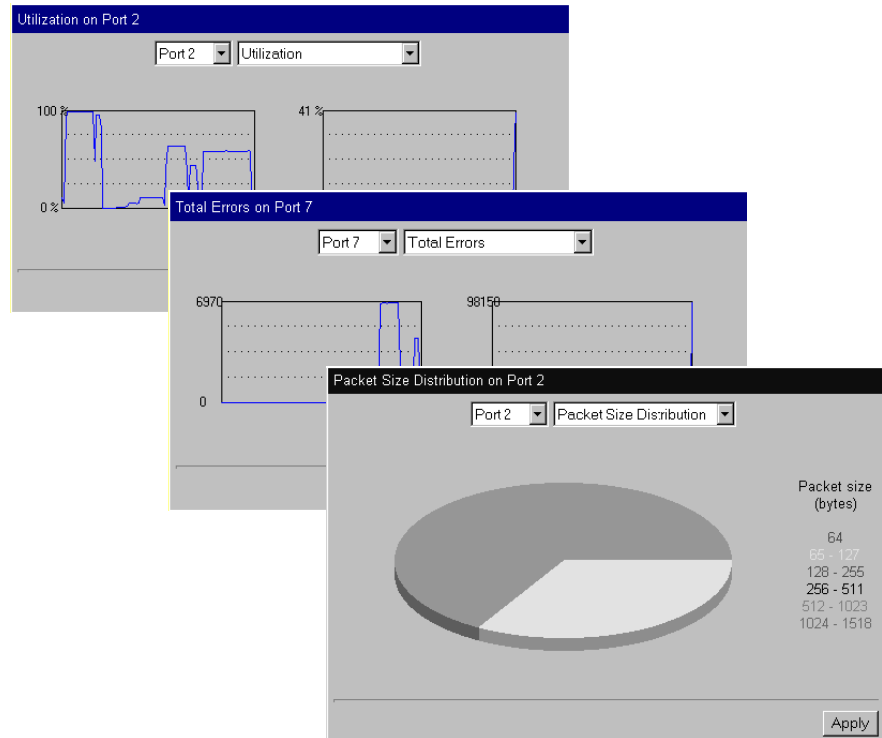 Utilization on Port 2
Port 2 Utilization
100 % 41 %
0 %
Total Errors on Port 7
Port 7 Total Errors
6970 98150
0
Packet Size Distribution on Port 2
Port 2 Packet Size Distribution
Packet size
(bytes)
64
65 - 127
128 - 255
256 - 511
512 - 1023
1024 - 1518
Apply